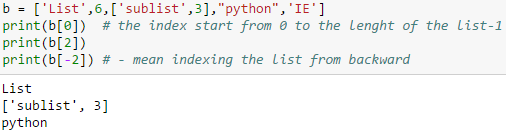 b = ['List',6,['sublist',3],"python",'IE']
print(b[0])  # the index start from 0 to the lenght of the list-1
print(b[2])
print(b[-2]) # - mean indexing the list from backward
List
['sublist', 3]
python